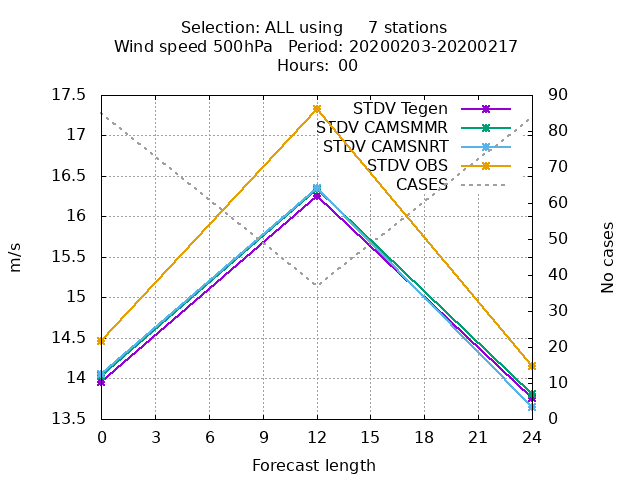 Selection: ALL using 7 stations
Wind speed 500hPa Period: 20200203-20200217
Hours: 00
17.5
17
16.5
16
15.5
15
14.5
14
13.5
m/s
STDV Tegen
STDV CAMSMMR
STDV CAMSNRT
STDV OBS
CASES
90
80
70
60
50
40
30
20
10
0
No cases
0 3 6 9 12 15 18 21 24
Forecast length